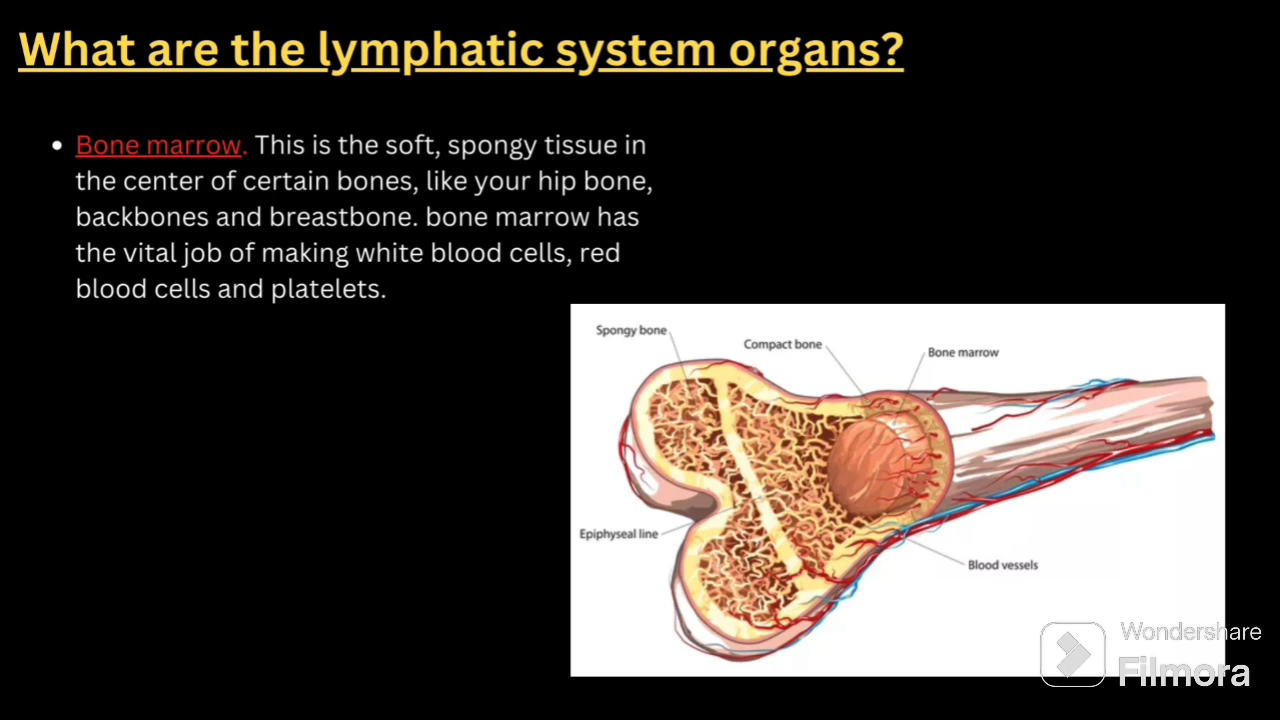 What are the lymphatic system organs?
Bone marrow. This is the soft, spongy tissue in
the center of certain bones, like your hip bone,
backbones and breastbone. bone marrow has
the vital job of making white blood cells, red
blood cells and platelets.
Spongy bone
Compact bone
Bone marrow
Epiphyseal line
Blood vessels
Wondershare
Filmora